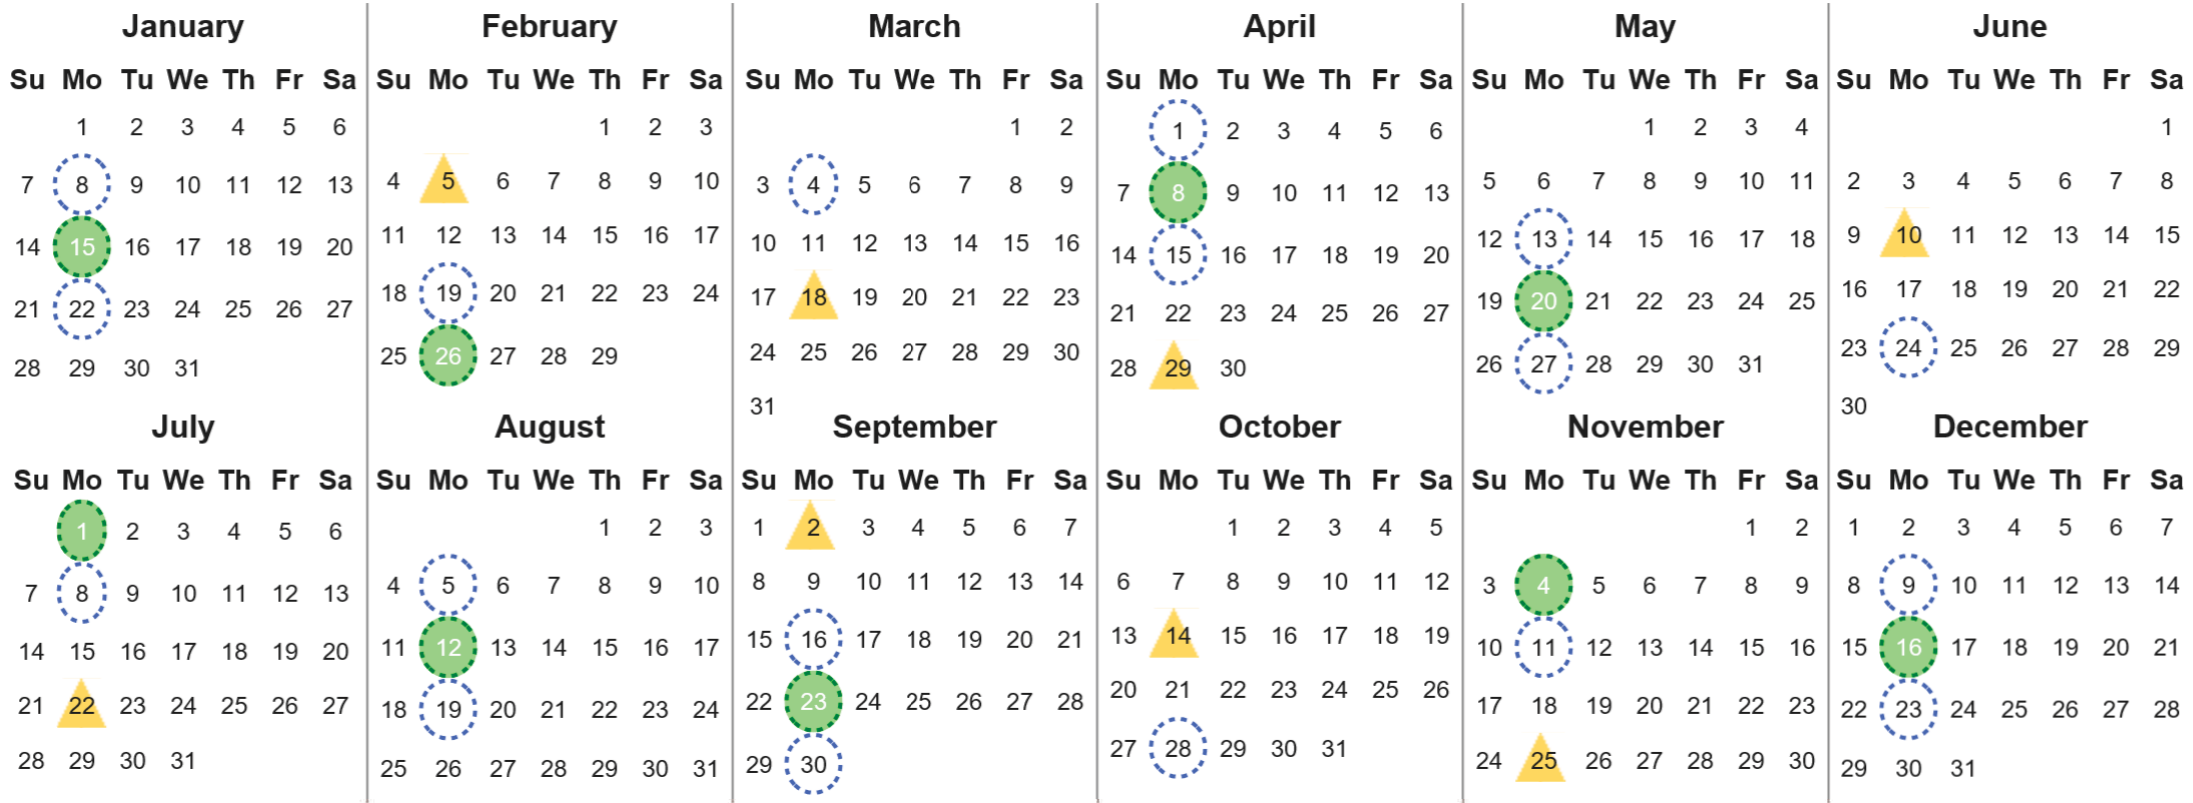 January
Su Mo Tu We Th Fr Sa
1 2 3 4 5 6
7 8 9 10 11 12 13
14 15 16 17 18 19 20
21 22 23 24 25 26 27
28 29 30 31
February
Su Mo Tu We Th Fr Sa
1 2 3
4 5 6 7 8 9 10
11 12 13 14 15 16 17
18 19 20 21 22 23 24
25 26 27 28 29
March
Su Mo Tu We Th Fr Sa
1 2
3 4 5 6 7 8 9
10 11 12 13 14 15 16
17 18 19 20 21 22 23
24 25 26 27 28 29 30
31
April
Su Mo Tu We Th Fr Sa
1 2 3 4 5 6
7 8 9 10 11 12 13
14 15 16 17 18 19 20
21 22 23 24 25 26 27
28 29 30
May
Su Mo Tu We Th Fr Sa
1 2 3 4
5 6 7 8 9 10 11
12 13 14 15 16 17 18
19 20 21 22 23 24 25
26 27 28 29 30 31
June
Su Mo Tu We Th Fr Sa
1
2 3 4 5 6 7 8
9 10 11 12 13 14 15
16 17 18 19 20 21 22
23 24 25 26 27 28 29
30
July
Su Mo Tu We Th Fr Sa
1 2 3 4 5 6
7 8 9 10 11 12 13
14 15 16 17 18 19 20
21 22 23 24 25 26 27
28 29 30 31
August
Su Mo Tu We Th Fr Sa
1 2 3
4 5 6 7 8 9 10
11 12 13 14 15 16 17
18 19 20 21 22 23 24
25 26 27 28 29 30 31
September
Su Mo Tu We Th Fr Sa
1 2 3 4 5 6 7
8 9 10 11 12 13 14
15 16 17 18 19 20 21
22 23 24 25 26 27 28
29 30
October
Su Mo Tu We Th Fr Sa
1 2 3 4 5
6 7 8 9 10 11 12
13 14 15 16 17 18 19
20 21 22 23 24 25 26
27 28 29 30 31
November
Su Mo Tu We Th Fr Sa
1 2
3 4 5 6 7 8 9
10 11 12 13 14 15 16
17 18 19 20 21 22 23
24 25 26 27 28 29 30
December
Su Mo Tu We Th Fr Sa
1 2 3 4 5 6 7
8 9 10 11 12 13 14
15 16 17 18 19 20 21
22 23 24 25 26 27 28
29 30 31